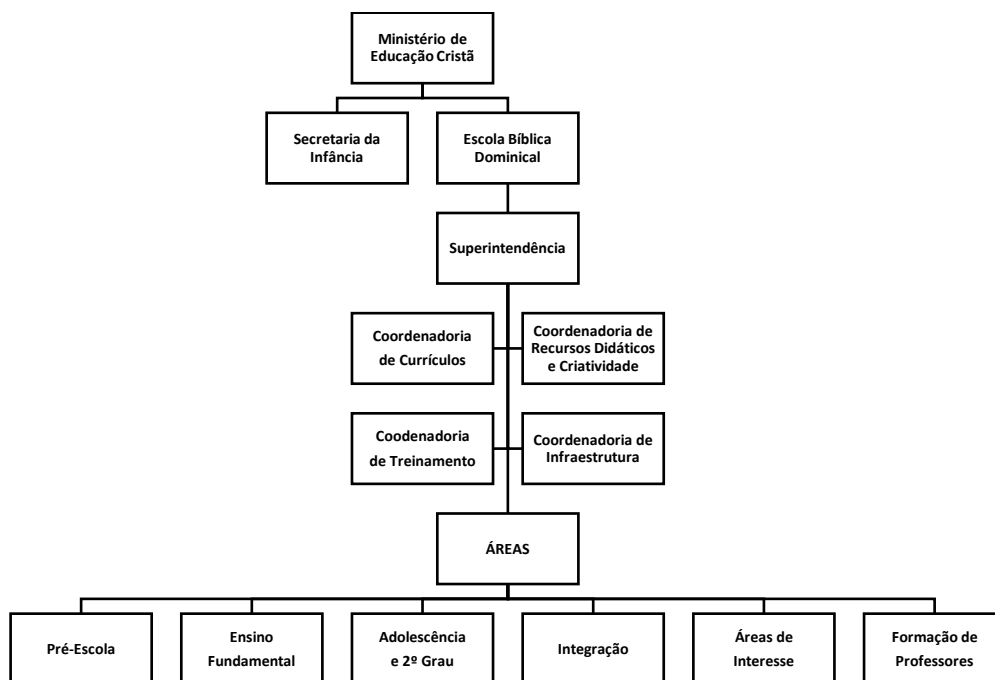 Ministério de
Educação Cristã
Secretaria da
Infância
Escola Bíblica
Dominical
Superintendência
Coordenadoria
de Currículos
Coordenadoria de
Recursos Didáticos
e Criatividade
Coodenadoria
de Treinamento
Coordenadoria de
Infraestrutura
ÁREAS
Pré-Escola
Ensino
Fundamental
Adolescência
e 2º Grau
Integração
Áreas de
Interesse
Formação de
Professores